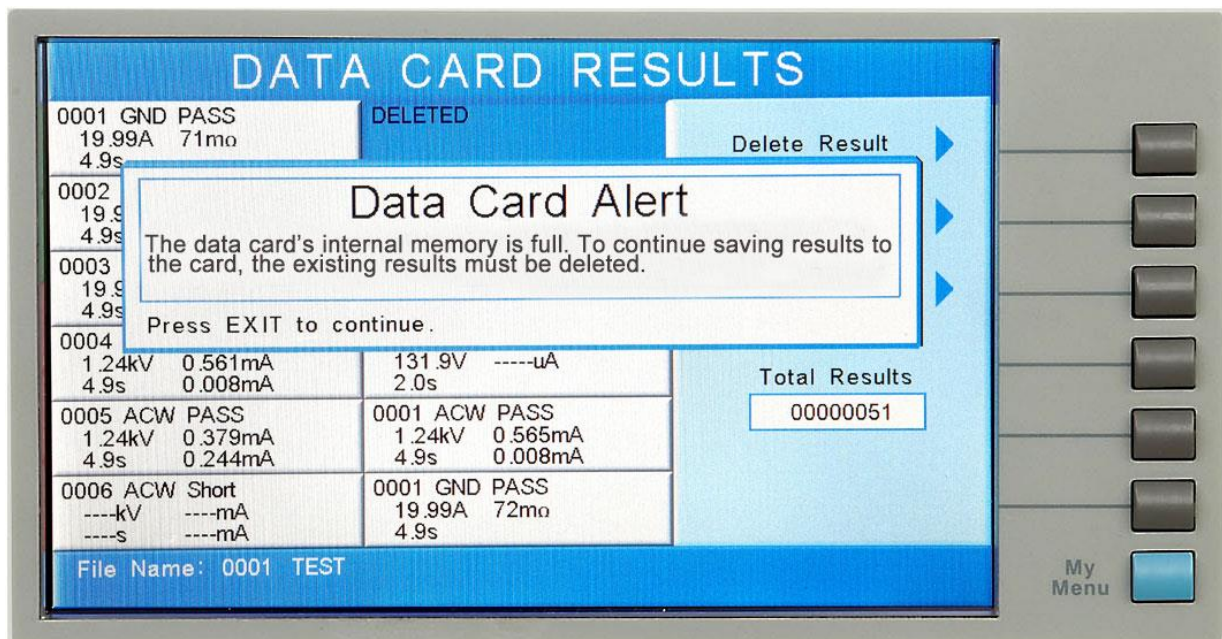 DATA CARD RESULTS
0001 GND PASS
19.99A 71mΩ
4.9s
DELETED
Delete Result
0002
19.9
4.9s
0003
19.9
4.9s
Data Card Alert
The data card's internal memory is full. To continue saving results to
the card, the existing results must be deleted.
Press EXIT to continue.
0004
1.24kV 0.561mA
4.9s 0.008mA
131.9V -----uA
2.0s
Total Results
00000051
0005 ACW PASS
1.24kV 0.379mA
4.9s 0.244mA
0001 ACW PASS
1.24kV 0.565mA
4.9s 0.008mA
0006 ACW Short
----kV ----mA
----s ----mA
0001 GND PASS
19.99A 72mΩ
4.9s
File Name: 0001 TEST
My
Menu